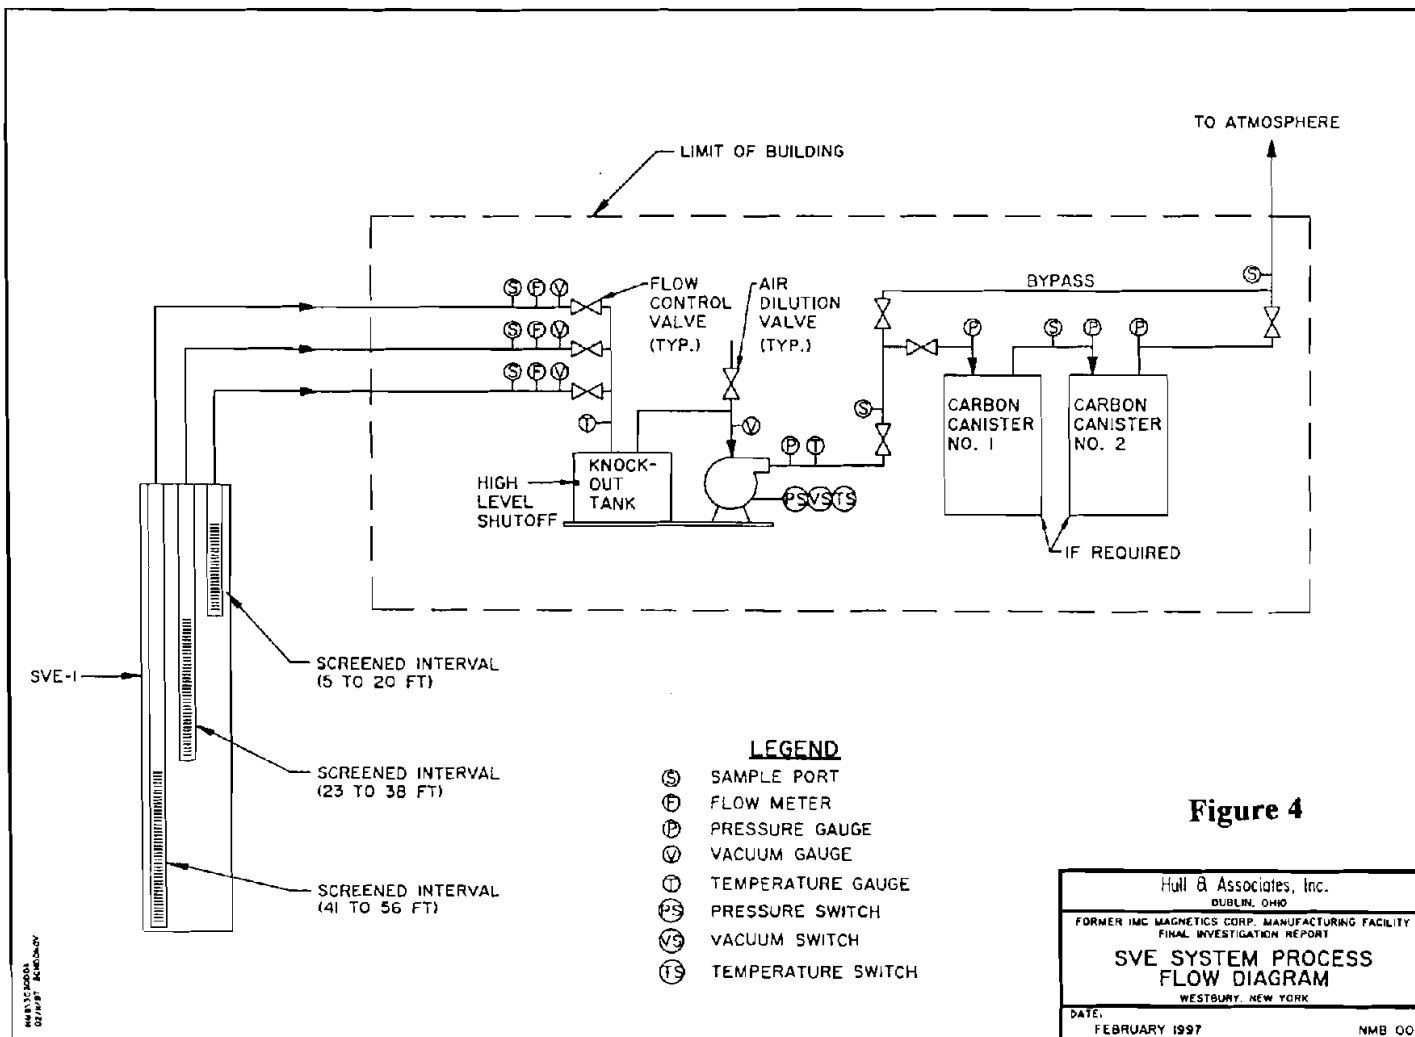 TO ATMOSPHERE
LIMIT OF BUILDING
BYPASS
S
S F V
FLOW
CONTROL
VALVE
(TYP.)
AIR
DILUTION
VALVE
(TYP.)
S F V
S F V
P
S
P
P
T
S
V
P
T
CARBON
CANISTER
NO. 1
CARBON
CANISTER
NO. 2
KNOCK-
OUT
TANK
HIGH
LEVEL
SHUTOFF
PS VS TS
IF REQUIRED
SVE-1
SCREENED INTERVAL
(5 TO 20 FT)
SCREENED INTERVAL
(23 TO 38 FT)
SCREENED INTERVAL
(41 TO 56 FT)
LEGEND
S SAMPLE PORT
F FLOW METER
P PRESSURE GAUGE
V VACUUM GAUGE
T TEMPERATURE GAUGE
PS PRESSURE SWITCH
VS VACUUM SWITCH
TS TEMPERATURE SWITCH
Figure 4
Hull & Associates, Inc.
DUBLIN, OHIO
FORMER IMC MAGNETICS CORP. MANUFACTURING FACILITY
FINAL INVESTIGATION REPORT
SVE SYSTEM PROCESS
FLOW DIAGRAM
WESTBURY, NEW YORK
DATE:
FEBRUARY 1997
NMB 00